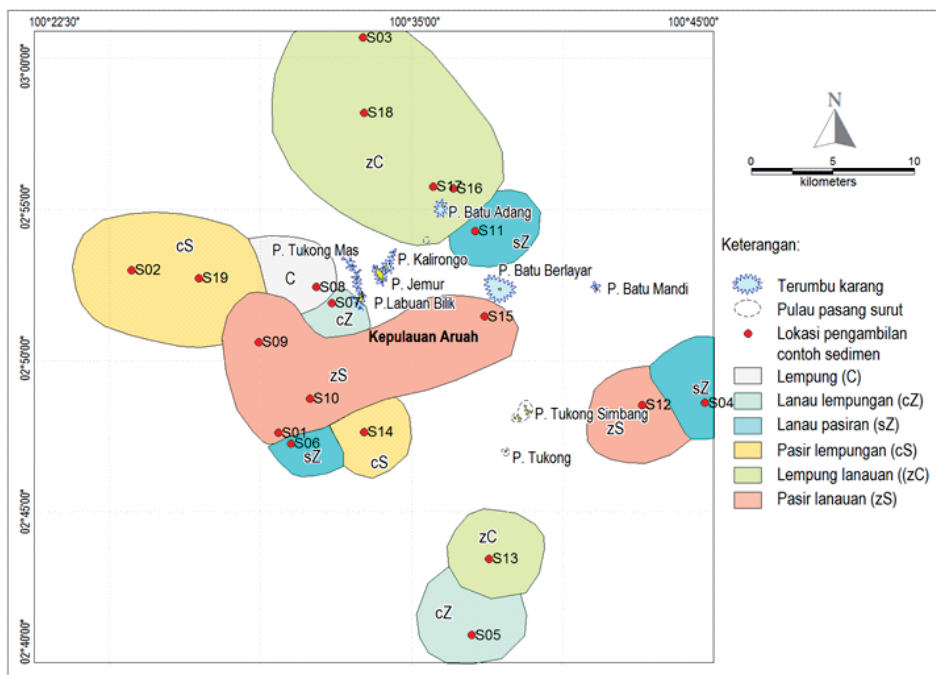 100°22'30"
100°35'00"
100°45'00"
03°00'00"
02°55'00"
02°50'00"
02°45'00"
02°40'00"
S03
S18
zC
S17
S16
P. Batu Adang
S11
sZ
cS
S02
S19
P. Tukong Mas
C
S08
S07
cZ
P. Kalirongo
P. Jemur
P.Labuan Bilik
P. Batu Berlayar
P. Batu Mandi
S15
Kepulauan Aruah
S09
zS
S10
S01
S06
sZ
S14
cS
P. Tukong Simbang
P. Tukong
S12
zS
sZ
S04
zC
S13
cZ
S05
N
0 5 10
kilometers
Keterangan:
Terumbu karang
Pulau pasang surut
Lokasi pengambilan
contoh sedimen
Lempung (C)
Lanau lempungan (cZ)
Lanau pasiran (sZ)
Pasir lempungan (cS)
Lempung lanauan ((zC)
Pasir lanauan (zS)